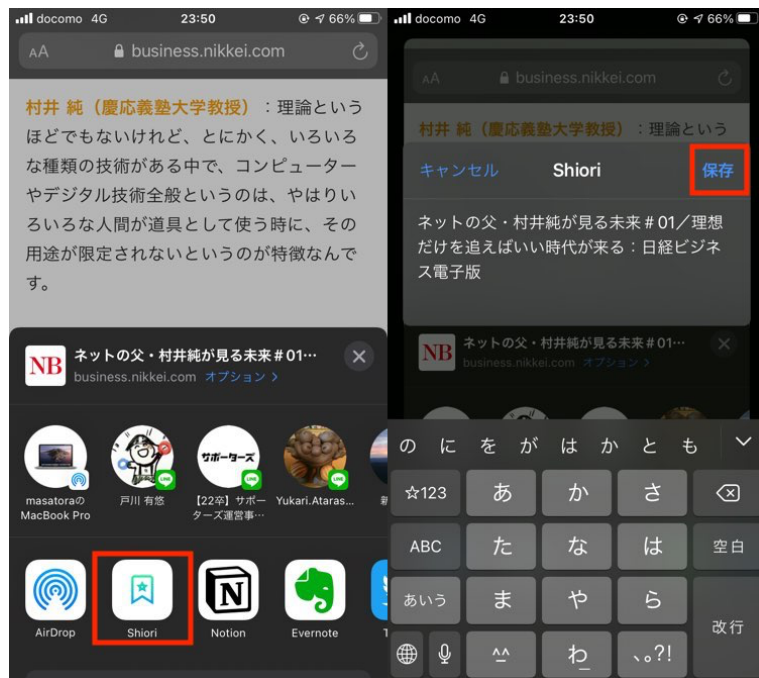 docomo 4G 23:50 66%
AA business.nikkei.com
村井 純（慶応義塾大学教授）：理論という
ほどでもないけれど、とにかく、いろいろ
な種類の技術がある中で、コンピューター
やデジタル技術全般というのは、やはりい
ろいろな人間が道具として使う時に、その
用途が限定されないというのが特徴なんで
す。
NB
ネットの父・村井純が見る未来＃01…
business.nikkei.com オプション >
masatoraの
MacBook Pro
戸川 有悠
サポーターズ
【22卒】サポー
ターズ運営事…
Yukari.Ataras...
AirDrop
Shiori
Notion
Evernote
docomo 4G 23:50 66%
AA business.nikkei.com
村井 純（慶応義塾大学教授）：理論という
キャンセル Shiori 保存
ネットの父・村井純が見る未来＃01／理想
だけを追えばいい時代が来る：日経ビジネ
ス電子版
NB
ネットの父・村井純が見る未来＃01…
business.nikkei.com オプション >
の に を が は か と も
☆123 あ か さ
ABC た な は 空白
あいう ま や ら 改行
^^ わ 、。?!